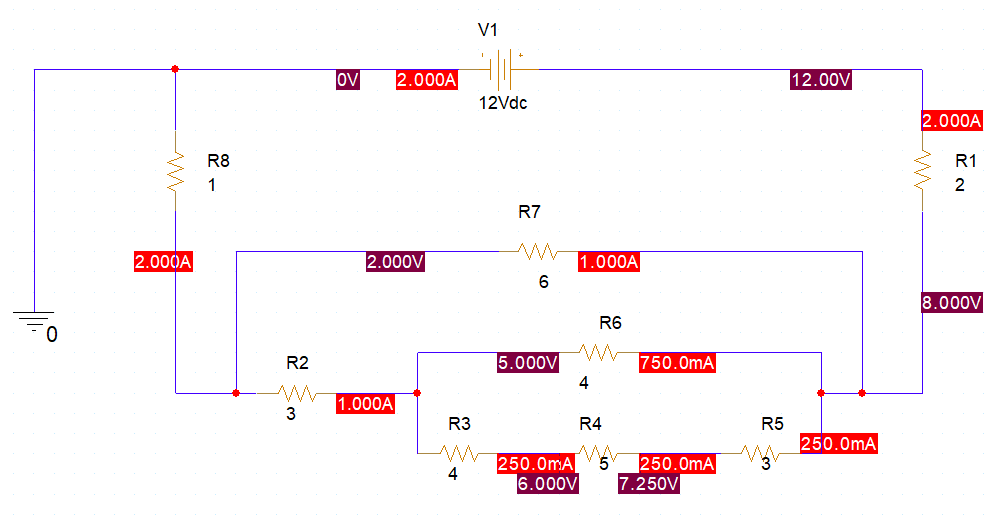 V1
0V
2.000A
12.00V
12Vdc
2.000A
R8
1
R1
2
R7
2.000A
2.000V
1.000A
6
8.000V
R6
0
5.000V
750.0mA
R2
4
3
1.000A
R3
R4
R5
250.0mA
4
250.0mA
5
250.0mA
3
6.000V
7.250V